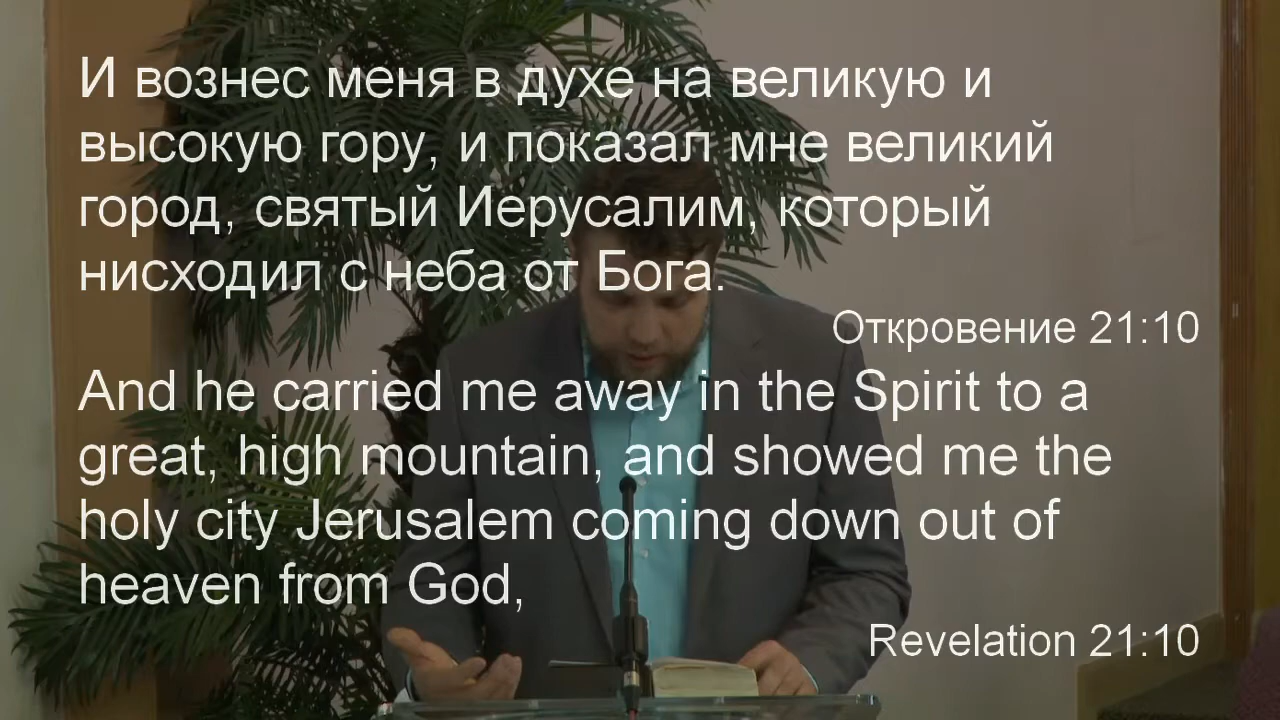 И вознес меня в духе на великую и
высокую гору, и показал мне великий
город, святый Иерусалим, который
нисходил с неба от Бога.
Откровение 21:10
And he carried me away in the Spirit to a
great, high mountain, and showed me the
holy city Jerusalem coming down out of
heaven from God,
Revelation 21:10